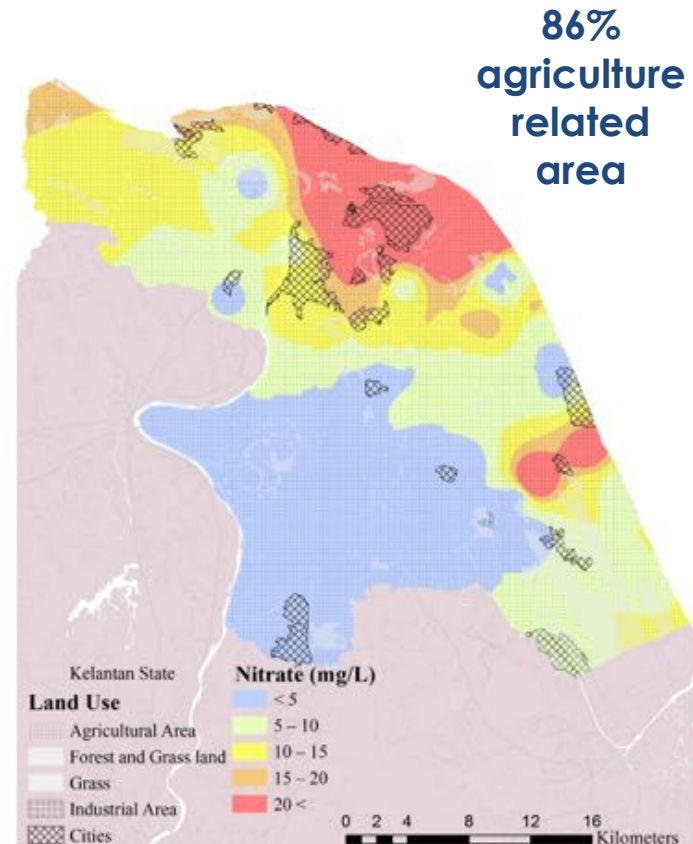 86%
agriculture
related
area
Kelantan State
Land Use
Agricultural Area
Forest and Grass land
Grass
Industrial Area
Cities
Nitrate (mg/L)
< 5
5 – 10
10 – 15
15 – 20
20 <
0 2 4 8 12 16
Kilometers